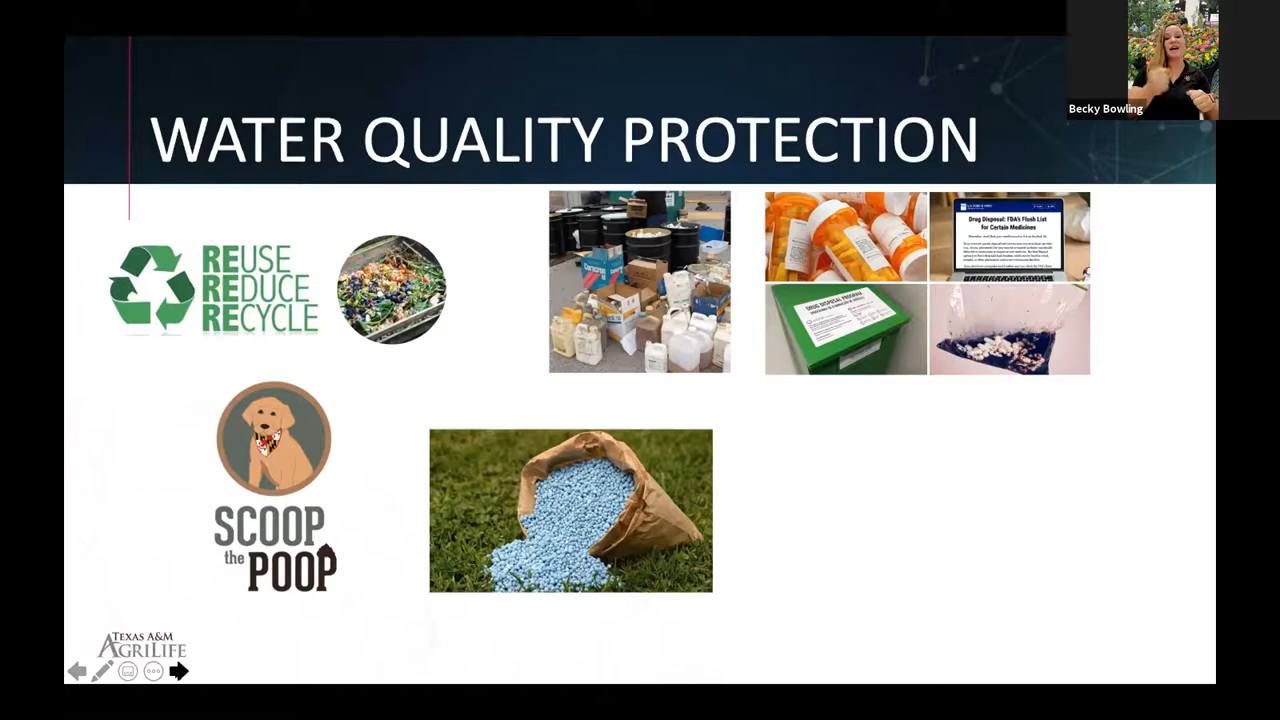 Becky Bowling
WATER QUALITY PROTECTION
REUSE
REDUCE
RECYCLE
Drug Disposal: FDA's Flush List
for Certain Medicines
DRUG DISPOSAL PROGRAM
SCOOP
the POOP
TEXAS A&M
AGRILIFE